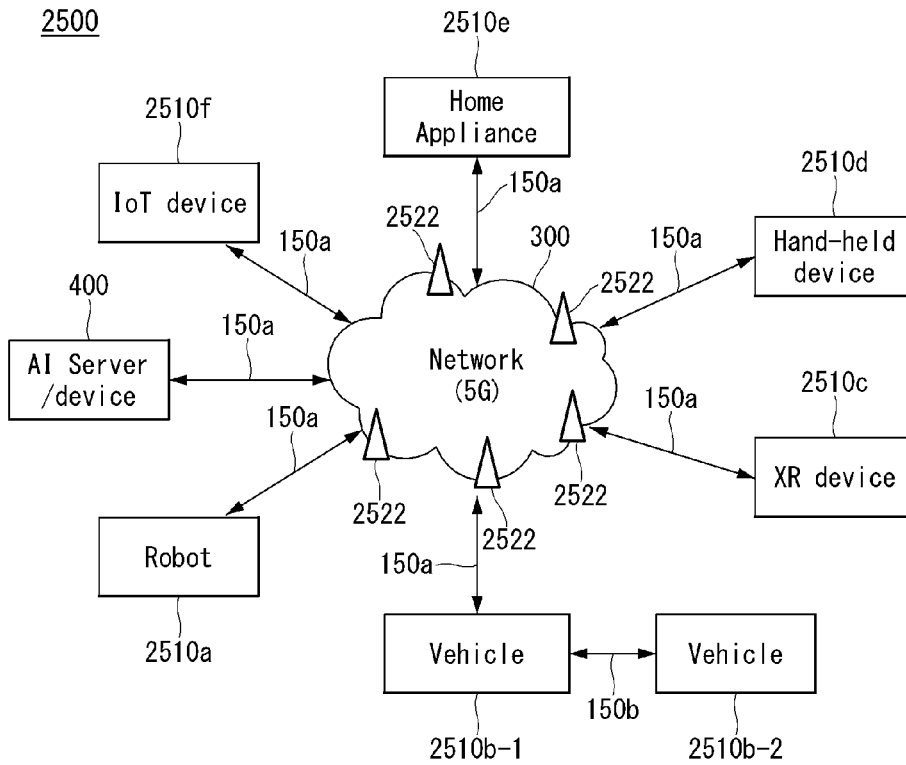 2500
2510e
Home
Appliance
2510f
IoT device
150a
2510d
Hand-held
device
2522
300
150a
150a
2522
400
AI Server
/device
150a
Network
(5G)
2510c
XR device
150a
150a
2522
2522
2522
Robot
2510a
150a
Vehicle
Vehicle
150b
2510b-1
2510b-2